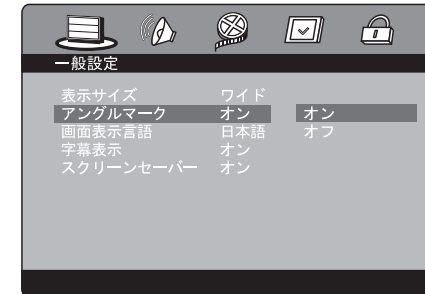 一般設定
表示サイズ ワイド
アングルマーク オン オン
画面表示言語 日本語 オフ
字幕表示 オン
スクリーンセーバー オン